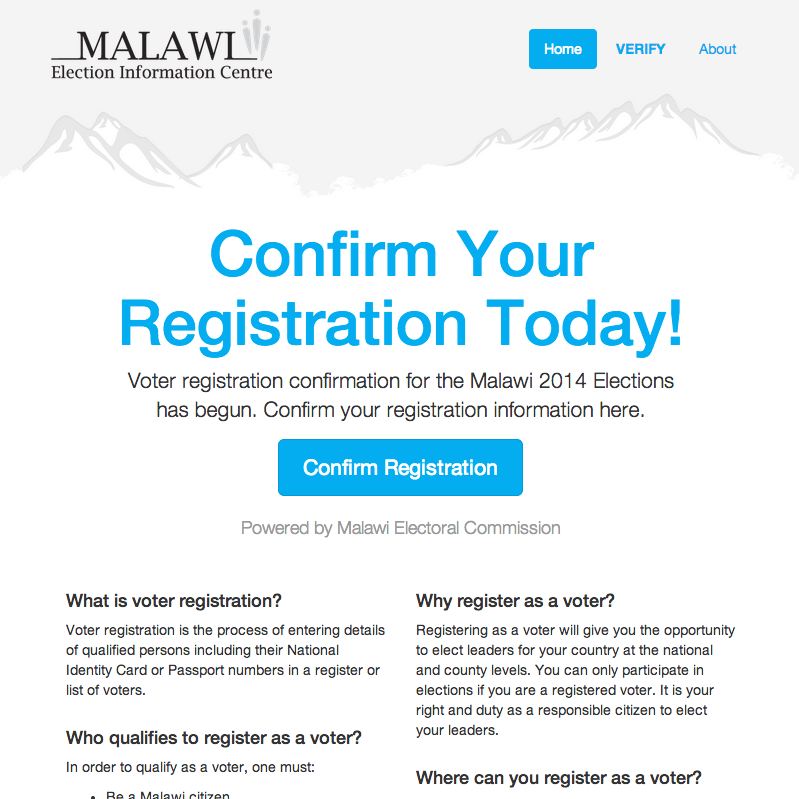 MALAWI
Election Information Centre
Home
VERIFY
About
Confirm Your
Registration Today!
Voter registration confirmation for the Malawi 2014 Elections
has begun. Confirm your registration information here.
Confirm Registration
Powered by Malawi Electoral Commission
What is voter registration?
Voter registration is the process of entering details
of qualified persons including their National
Identity Card or Passport numbers in a register or
list of voters.
Who qualifies to register as a voter?
In order to qualify as a voter, one must:
• Be a Malawi citizen
Why register as a voter?
Registering as a voter will give you the opportunity
to elect leaders for your country at the national
and county levels. You can only participate in
elections if you are a registered voter. It is your
right and duty as a responsible citizen to elect
your leaders.
Where can you register as a voter?